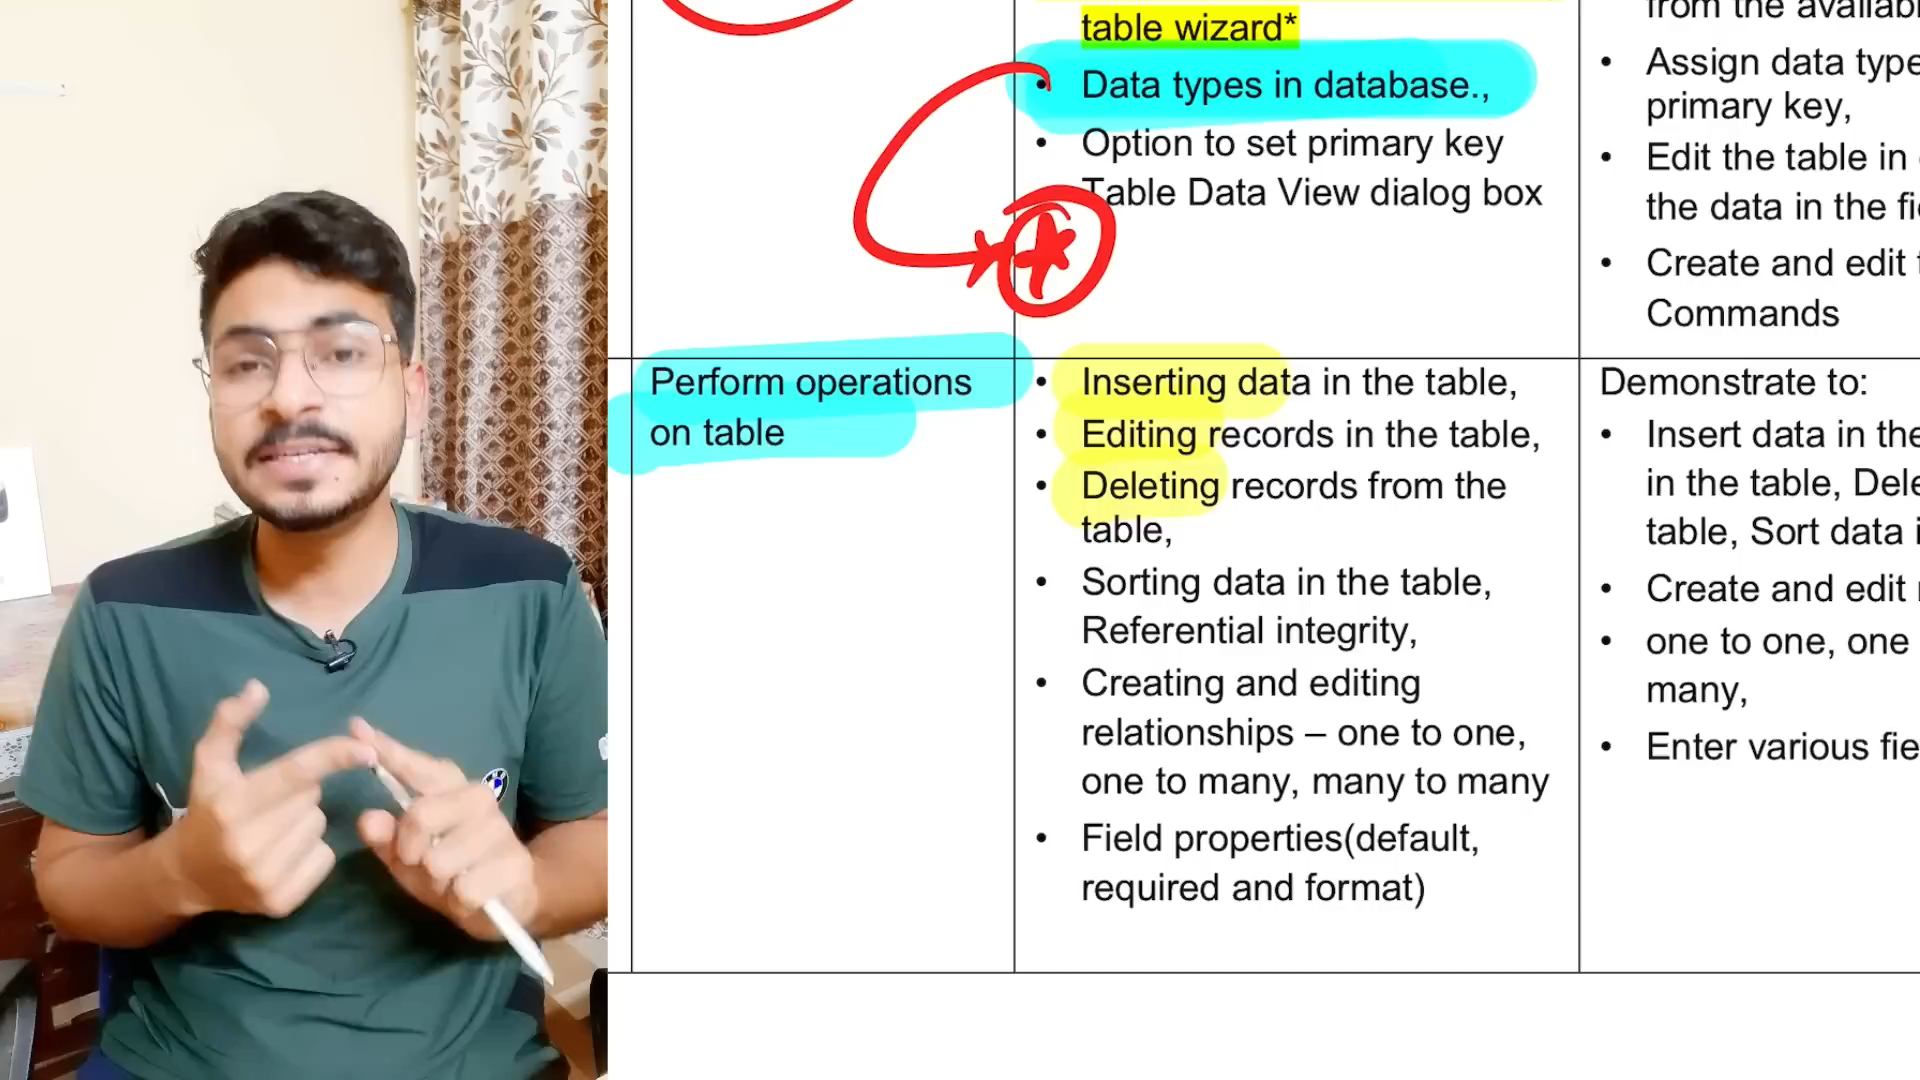 table wizard*
• Data types in database.,
• Option to set primary key
Table Data View dialog box
from the
• Assign data type
primary key,
• Edit the table in
the data in the
• Create and edit
Commands
Perform operations
on table
• Inserting data in the table,
• Editing records in the table,
• Deleting records from the
table,
• Sorting data in the table,
Referential integrity,
• Creating and editing
relationships – one to one,
one to many, many to many
• Field properties(default,
required and format)
Demonstrate to:
• Insert data in the
in the table,
table, Sort data
• Create and edit
• one to one, one
many,
• Enter various